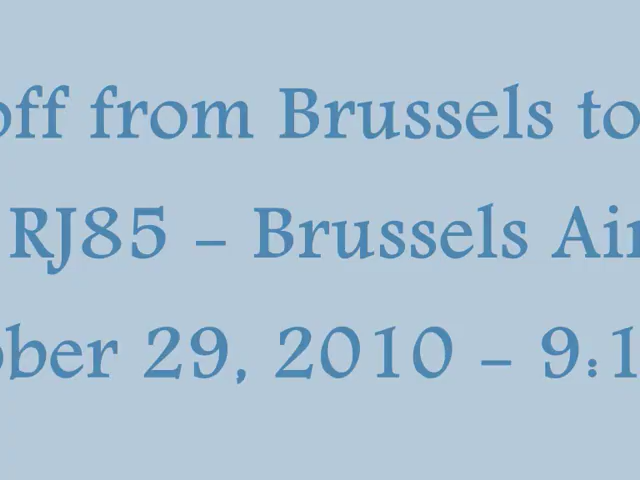 off from Brussels to
RJ85 - Brussels Air
ober 29, 2010 - 9:1